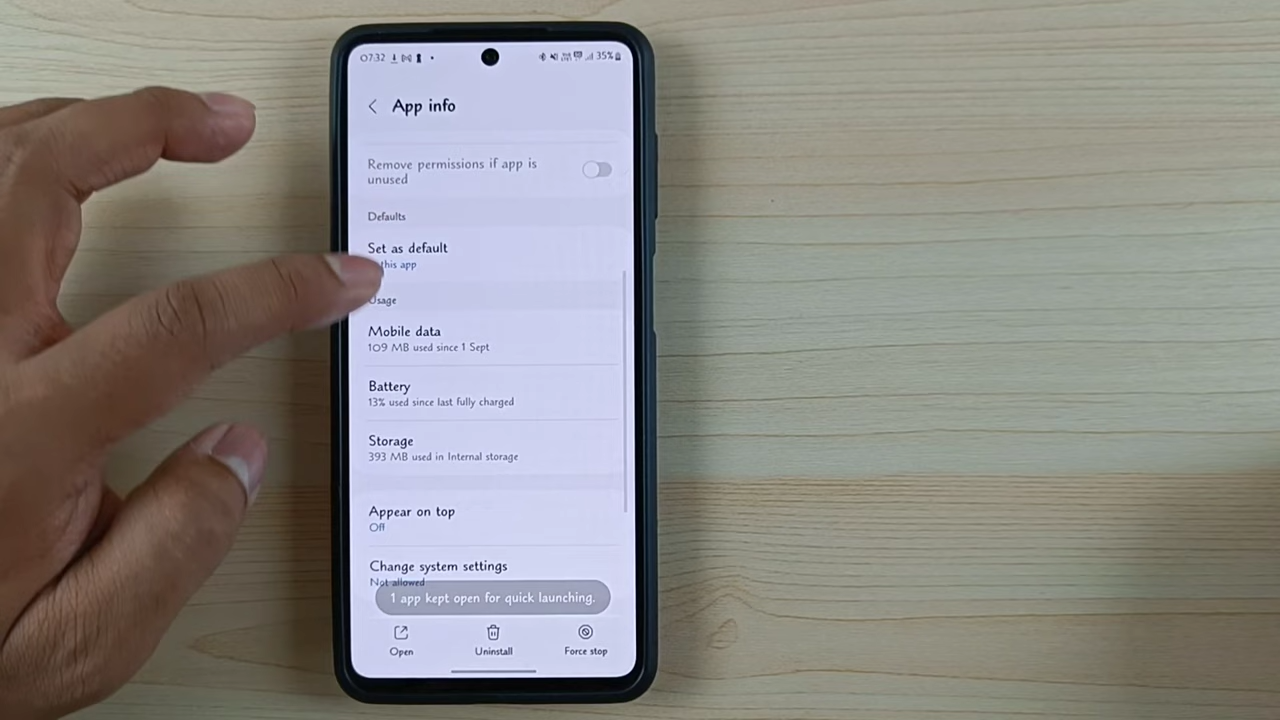 07:32
35%
App info
Remove permissions if app is
unused
Defaults
Set as default
this app
Usage
Mobile data
109 MB used since 1 Sept
Battery
13% used since last fully charged
Storage
393 MB used in Internal storage
Appear on top
Off
Change system settings
Not allowed
1 app kept open for quick launching.
Open
Uninstall
Force stop